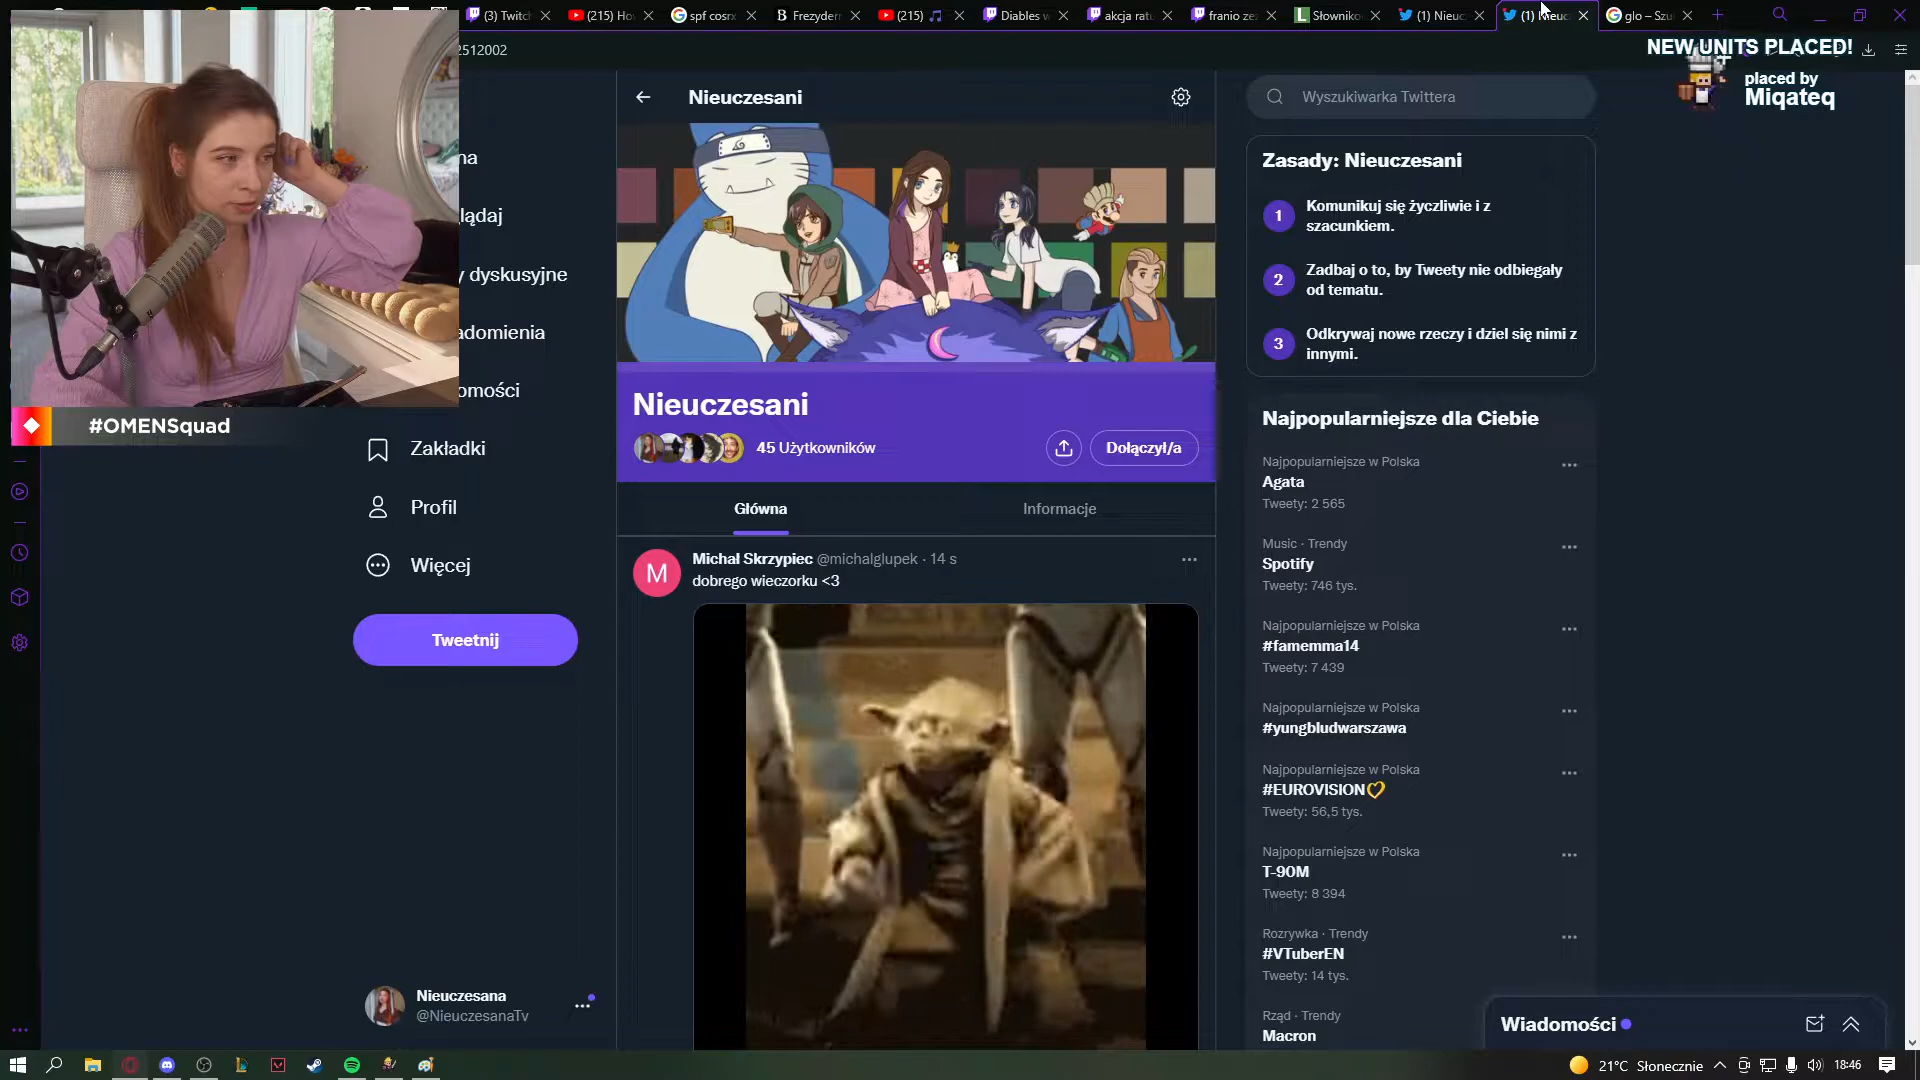 (3) Twitch
(215) Ho
spf cosrx
Frezyderm
(215)
Diables w
akcja ratu
franio zez
Słowniko
(1) Nieucz
(1) Nieucz
glo – Szu
2512002
NEW UNITS PLACED!
placed by
Miqateq
na
lądaj
y dyskusyjne
adomienia
omości
#OMENSquad
Zakładki
Profil
Więcej
Tweetnij
Nieuczesana
@NieuczesanaTv
Nieuczesani
Nieuczesani
45 Użytkowników
Dołączył/a
Główna
Informacje
M
Michał Skrzypiec @michalglupek · 14 s
dobrego wieczorku <3
Wyszukiwarka Twittera
Zasady: Nieuczesani
1
Komunikuj się życzliwie i z
szacunkiem.
2
Zadbaj o to, by Tweety nie odbiegały
od tematu.
3
Odkrywaj nowe rzeczy i dziel się nimi z
innymi.
Najpopularniejsze dla Ciebie
Najpopularniejsze w Polska
Agata
Tweety: 2 565
Music · Trendy
Spotify
Tweety: 746 tys.
Najpopularniejsze w Polska
#famemma14
Tweety: 7 439
Najpopularniejsze w Polska
#yungbludwarszawa
Najpopularniejsze w Polska
#EUROVISION
Tweety: 56,5 tys.
Najpopularniejsze w Polska
T-90M
Tweety: 8 394
Rozrywka · Trendy
#VTuberEN
Tweety: 14 tys.
Rząd · Trendy
Macron
Wiadomości
21°C Słonecznie
18:46